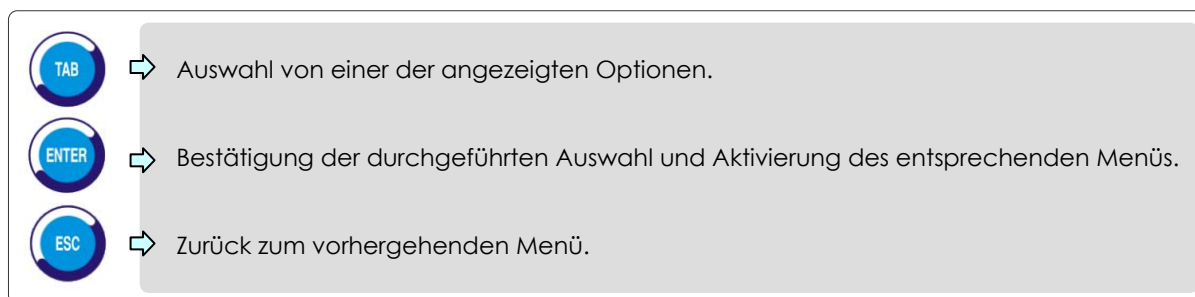 TAB
Auswahl von einer der angezeigten Optionen.
ENTER
Bestätigung der durchgeführten Auswahl und Aktivierung des entsprechenden Menüs.
ESC
Zurück zum vorhergehenden Menü.